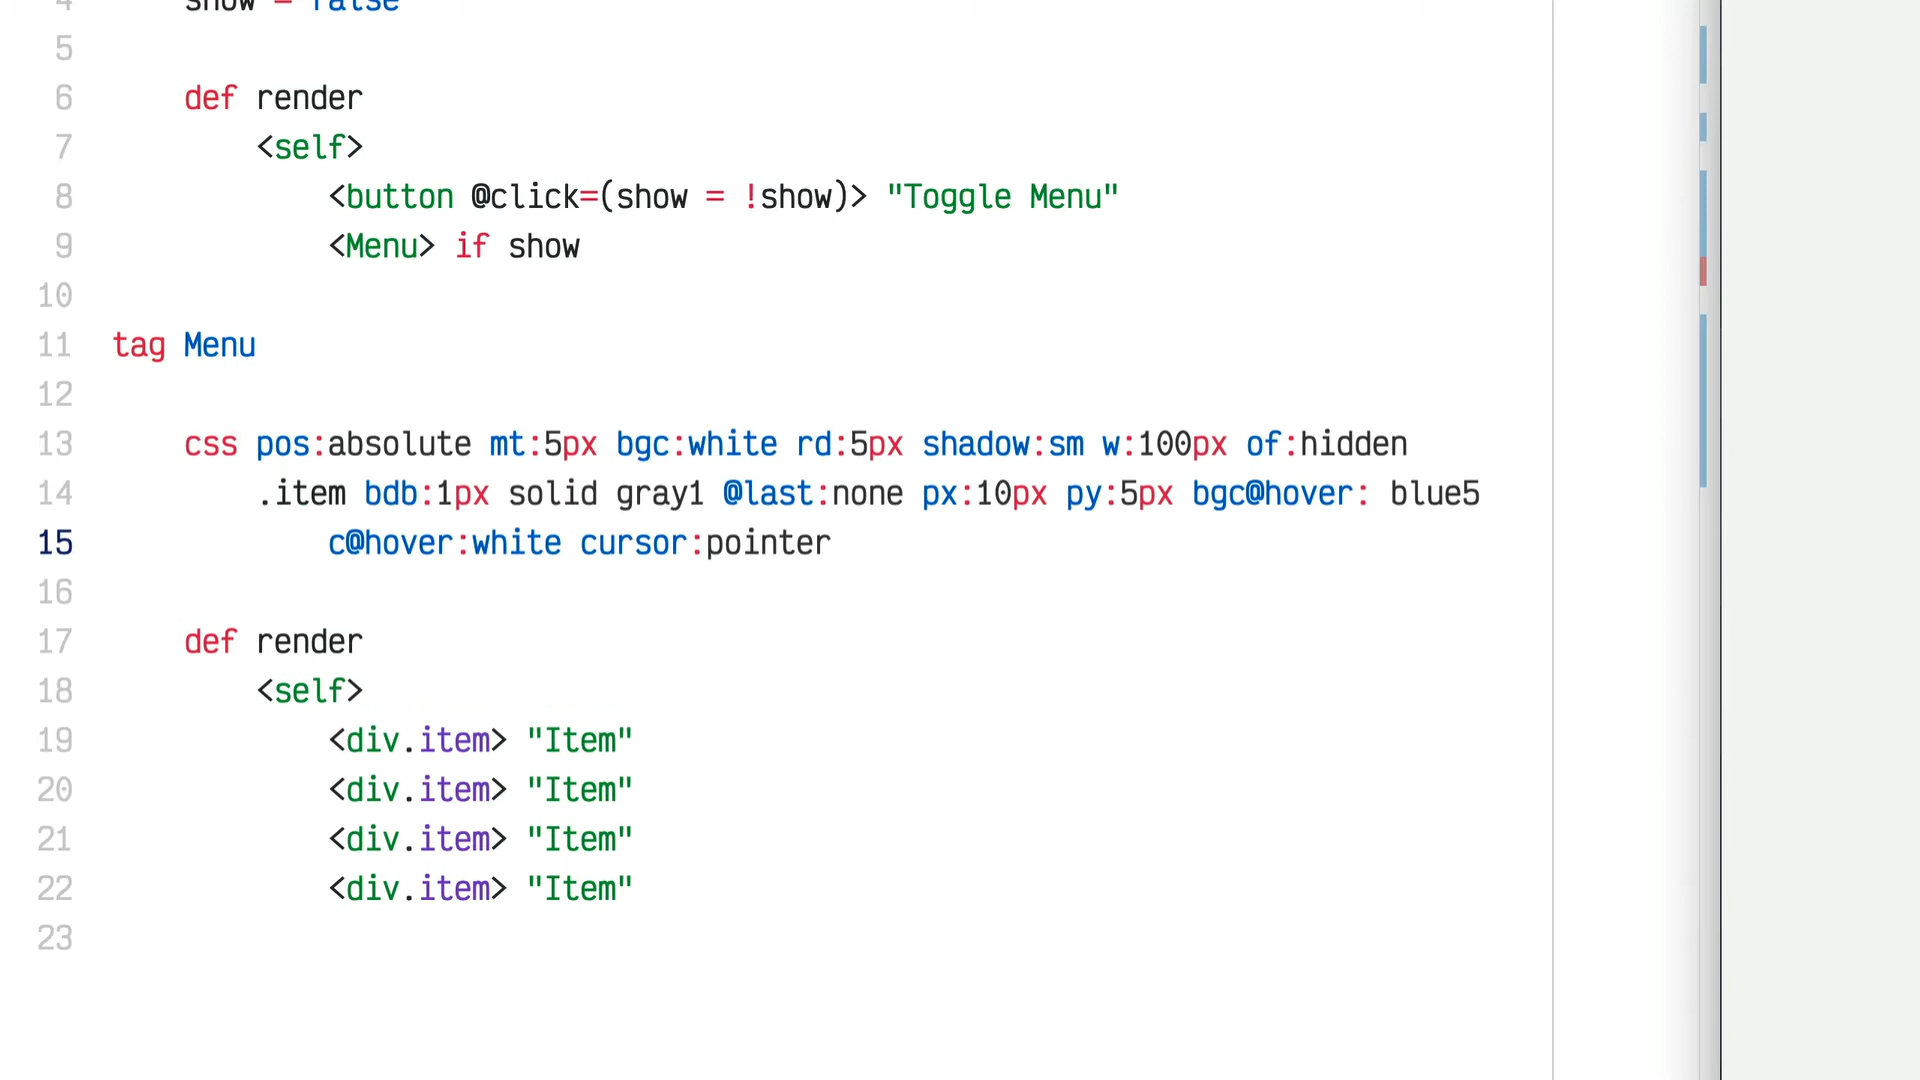 4 show = false
5
6 def render
7 <self>
8 <button @click=(show = !show)> "Toggle Menu"
9 <Menu> if show
10
11 tag Menu
12
13 css pos:absolute mt:5px bgc:white rd:5px shadow:sm w:100px of:hidden
14 .item bdb:1px solid gray1 @last:none px:10px py:5px bgc@hover: blue5
15 c@hover:white cursor:pointer
16
17 def render
18 <self>
19 <div.item> "Item"
20 <div.item> "Item"
21 <div.item> "Item"
22 <div.item> "Item"
23